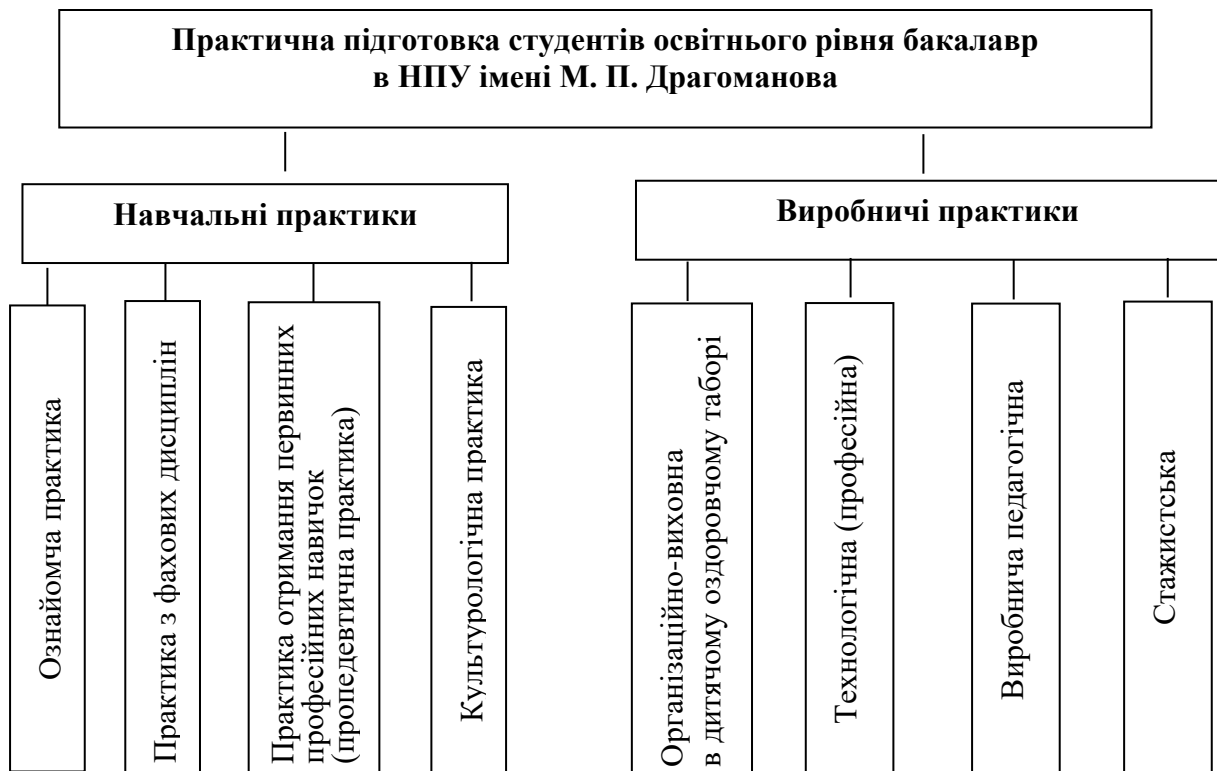 Практична підготовка студентів освітнього рівня бакалавр
в НПУ імені М. П. Драгоманова
Навчальні практики
Виробничі практики
Ознайомча практика
Практика з фахових дисциплін
Практика отримання первинних
професійних навичок
(пропедевтична практика)
Культурологічна практика
Організаційно-виховна
в дитячому оздоровчому таборі
Технологічна (професійна)
Виробнича педагогічна
Стажистська